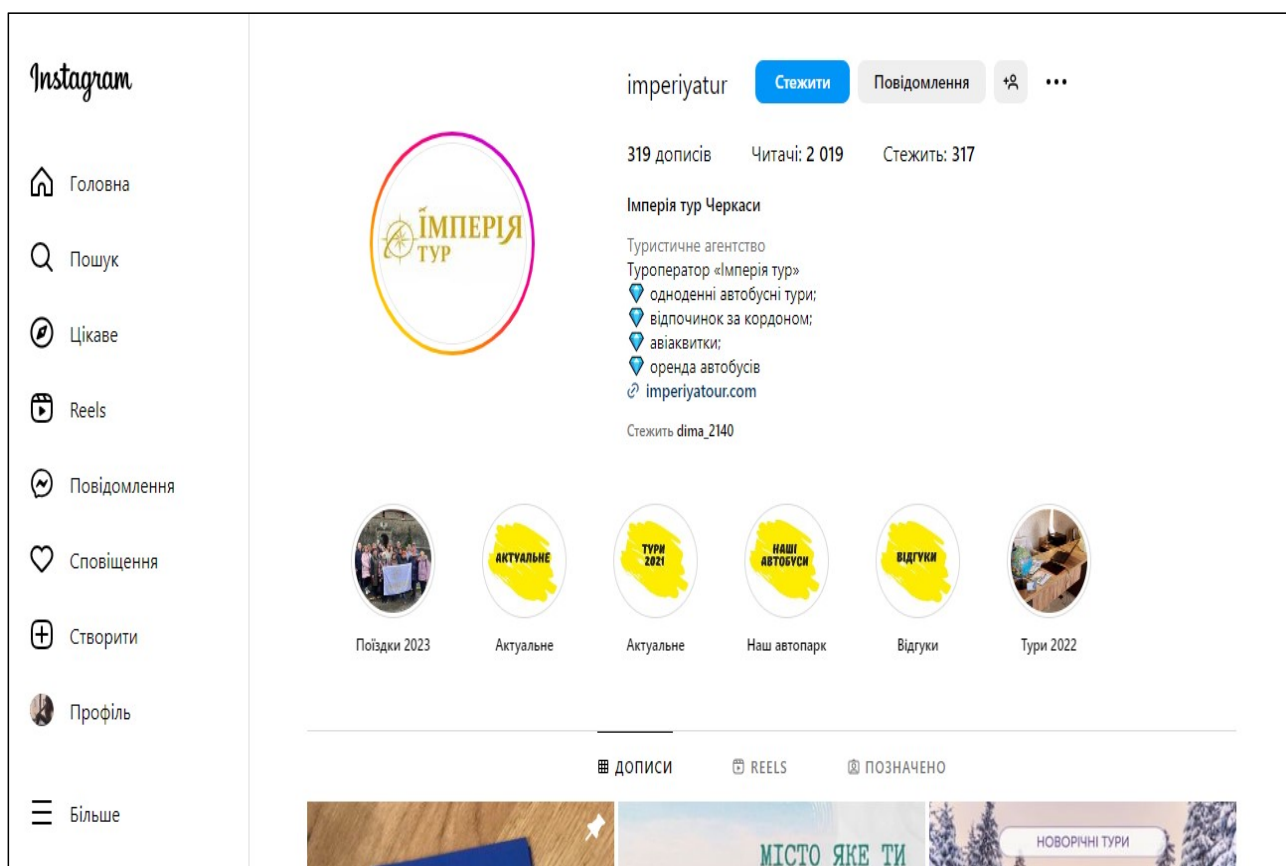 Instagram
Головна
Пошук
Цікаве
Reels
Повідомлення
Сповіщення
Створити
Профіль
Більше
imperiyatur Стежити Повідомлення
319 дописів Читачі: 2 019 Стежить: 317
ІМПЕРІЯ
ТУР
Імперія тур Черкаси
Туристичне агентство
Туроператор «Імперія тур»
одноденні автобусні тури;
відпочинок за кордоном;
авіаквитки;
оренда автобусів
imperiyatour.com
Стежить dima_2140
АКТУАЛЬНЕ
ТУРИ
2021
НАШІ
АВТОБУСИ
ВІДГУКИ
Поїздки 2023 Актуальне Актуальне Наш автопарк Відгуки Тури 2022
ДОПИСИ REELS ПОЗНАЧЕНО
МІСТО ЯКЕ ТИ
НОВОРІЧНІ ТУРИ